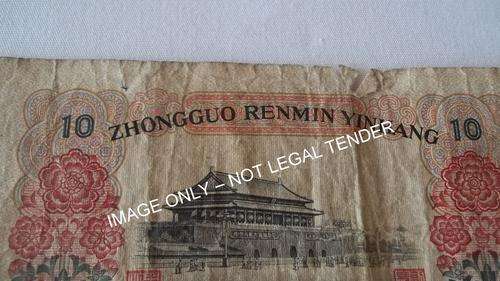 10 ZHONGGUO RENMIN YINHANG 10
IMAGE ONLY – NOT LEGAL TENDER